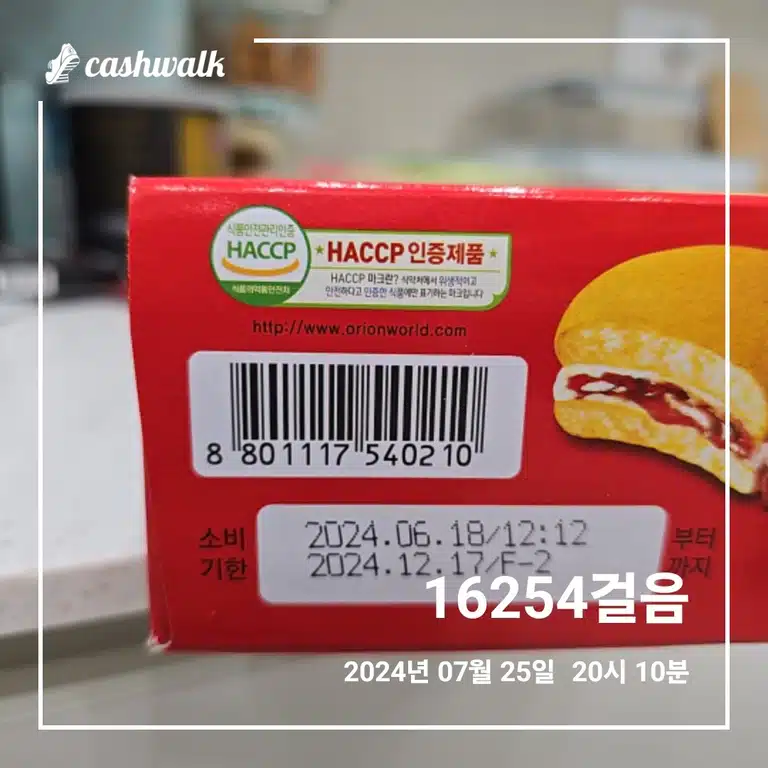 cashwalk
식품안전관리인증
HACCP
식품의약품안전처
HACCP 인증제품
HACCP 마크란? 식약처에서 위생적이고
안전하다고 인증한 식품에만 표기하는 마크입니다
http://www.orionworld.com
8 801117 540210
소비
기한
2024.06.18/12:12
2024.12.17/F-2
부터
까지
16254걸음
2024년 07월 25일 20시 10분